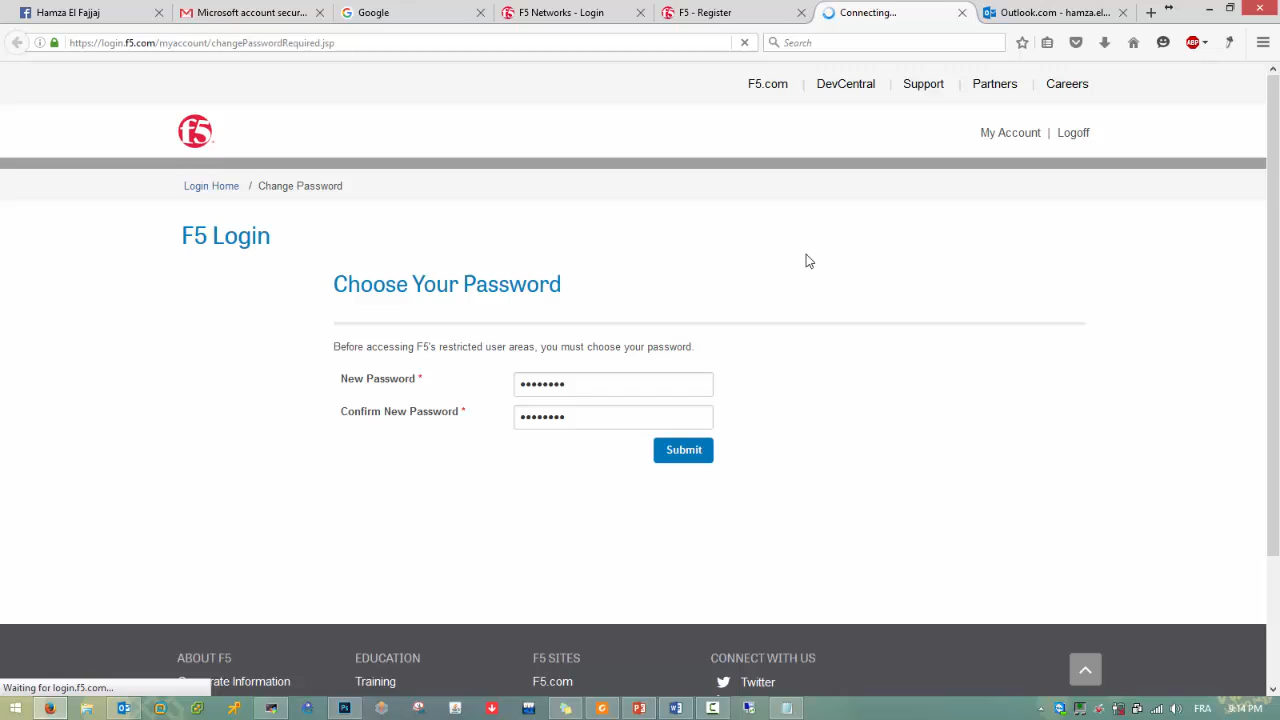 Hamza El Fajjaj
Microsoft account secur...
Google
F5 Networks - Login
F5 - Register
Connecting...
Outlook.com - hamza.el...
https://login.f5.com/myaccount/changePasswordRequired.jsp
Search
ABP
F5.com | DevCentral | Support | Partners | Careers
f5
My Account | Logoff
Login Home / Change Password
F5 Login
Choose Your Password
Before accessing F5's restricted user areas, you must choose your password.
New Password *
••••••••
Confirm New Password *
••••••••
Submit
ABOUT F5
EDUCATION
F5 SITES
CONNECT WITH US
Corporate Information
Training
F5.com
Twitter
Waiting for login.f5.com...
FRA
9:14 PM